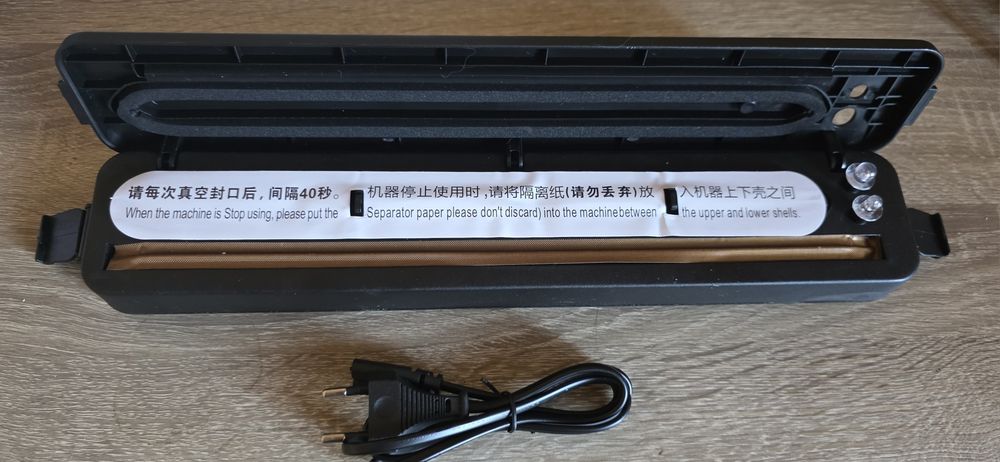 请每次真空封口后，间隔40秒。机器停止使用时,请将隔离纸(请勿丢弃)放 入机器上下壳之间
When the machine is Stop using, please put the Separator paper please don't discard) into the machine between the upper and lower shells.